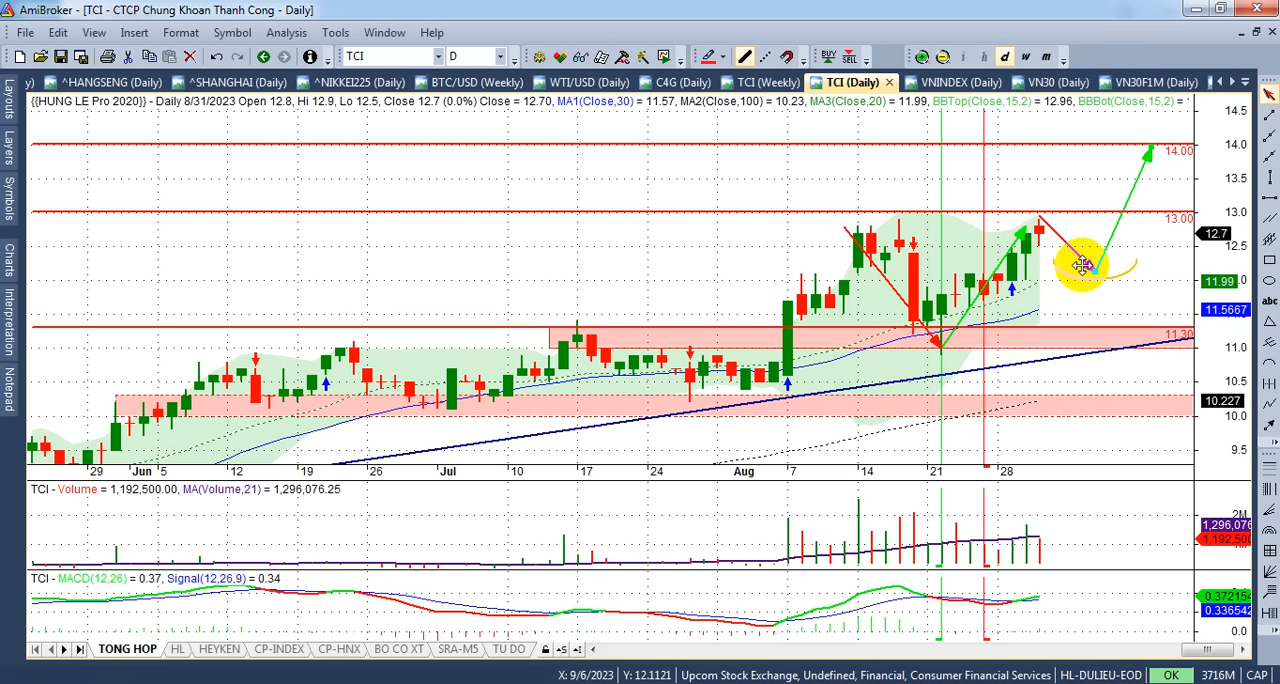 AmiBroker - [TCI - CTCP Chung Khoan Thanh Cong - Daily]
File Edit View Insert Format Symbol Analysis Tools Window Help
TCI D BUY SELL i h d w m
y) ^HANGSENG (Daily) ^SHANGHAI (Daily) ^NIKKEI225 (Daily) BTC/USD (Weekly) WTI/USD (Daily) C4G (Daily) TCI (Weekly) TCI (Daily) VNINDEX (Daily) VN30 (Daily) VN30F1M (Daily)
Layouts
Layers
Symbols
Charts
Interpretation
Notepad
abc
{{HUNG LE Pro 2020}} - Daily 8/31/2023 Open 12.8, Hi 12.9, Lo 12.5, Close 12.7 (0.0%) Close = 12.70, MA1(Close,30) = 11.57, MA2(Close,100) = 10.23, MA3(Close,20) = 11.99, BBTop(Close,15,2) = 12.96, BBBot(Close,15,2) =
14.5
14.0
14.00
13.5
13.0
13.00
12.7
12.5
11.99
11.5667
11.30
11.0
10.5
10.227
10.0
9.5
29 Jun 5 12 19 26 Jul 10 17 24 Aug 7 14 21 28
TCI - Volume = 1,192,500.00, MA(Volume,21) = 1,296,076.25
2M
1,296,076
1,192,500
TCI - MACD(12,26) = 0.37, Signal(12,26,9) = 0.34
0.372154
0.336542
0.0
TONG HOP HL HEYKEN CP-INDEX CP-HNX BO CO XT SRA-M5 TU DO
X: 9/6/2023 Y: 12.1121 Upcom Stock Exchange, Undefined, Financial, Consumer Financial Services HL-DULIEU-EOD OK 3716M CAP